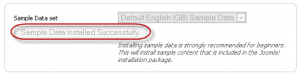 Sample Data set
Default English (GB) Sample Data
Sample Data Installed Successfully.
Installing sample data is strongly recommended for beginners.
This will install sample content that is included in the Joomla!
installation package.